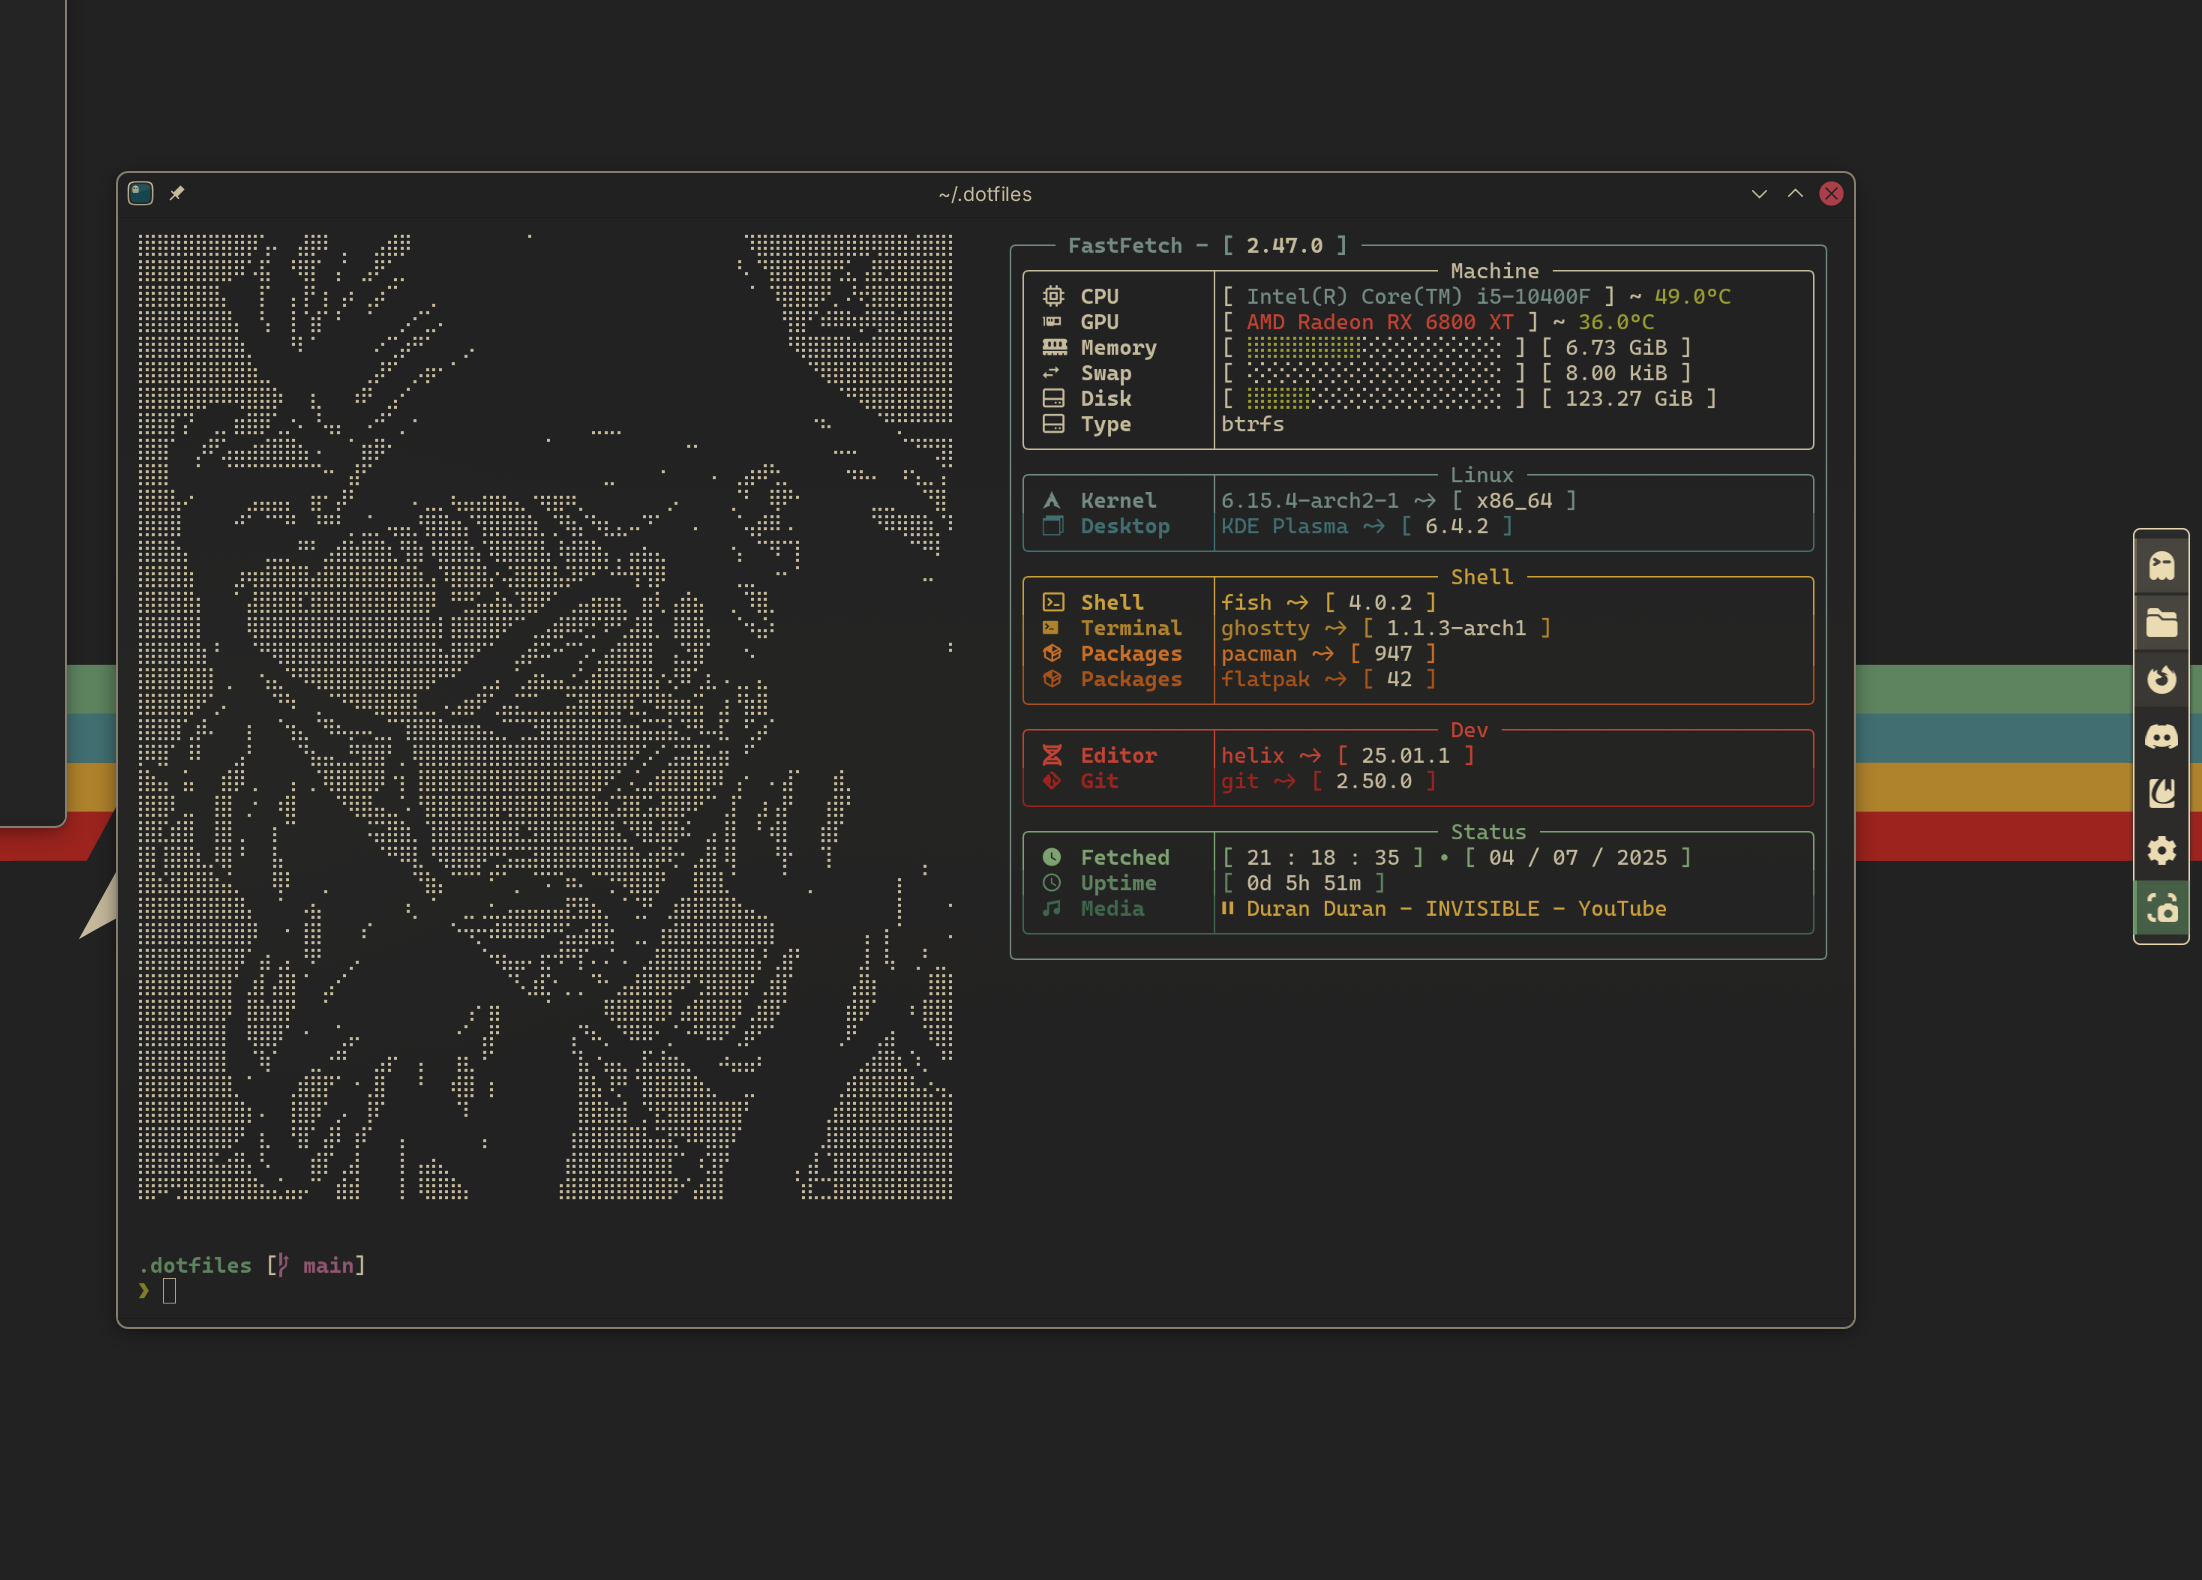 ~/.dotfiles
FastFetch - [ 2.47.0 ]
Machine
CPU [ Intel(R) Core(TM) i5-10400F ] ~ 49.0°C
GPU [ AMD Radeon RX 6800 XT ] ~ 36.0°C
Memory [ ] [ 6.73 GiB ]
Swap [ ] [ 8.00 KiB ]
Disk [ ] [ 123.27 GiB ]
Type btrfs
Linux
Kernel 6.15.4-arch2-1 ~> [ x86_64 ]
Desktop KDE Plasma ~> [ 6.4.2 ]
Shell
Shell fish ~> [ 4.0.2 ]
Terminal ghostty ~> [ 1.1.3-arch1 ]
Packages pacman ~> [ 947 ]
Packages flatpak ~> [ 42 ]
Dev
Editor helix ~> [ 25.01.1 ]
Git git ~> [ 2.50.0 ]
Status
Fetched [ 21 : 18 : 35 ] • [ 04 / 07 / 2025 ]
Uptime [ 0d 5h 51m ]
Media Duran Duran - INVISIBLE - YouTube
.dotfiles [ main]
❯